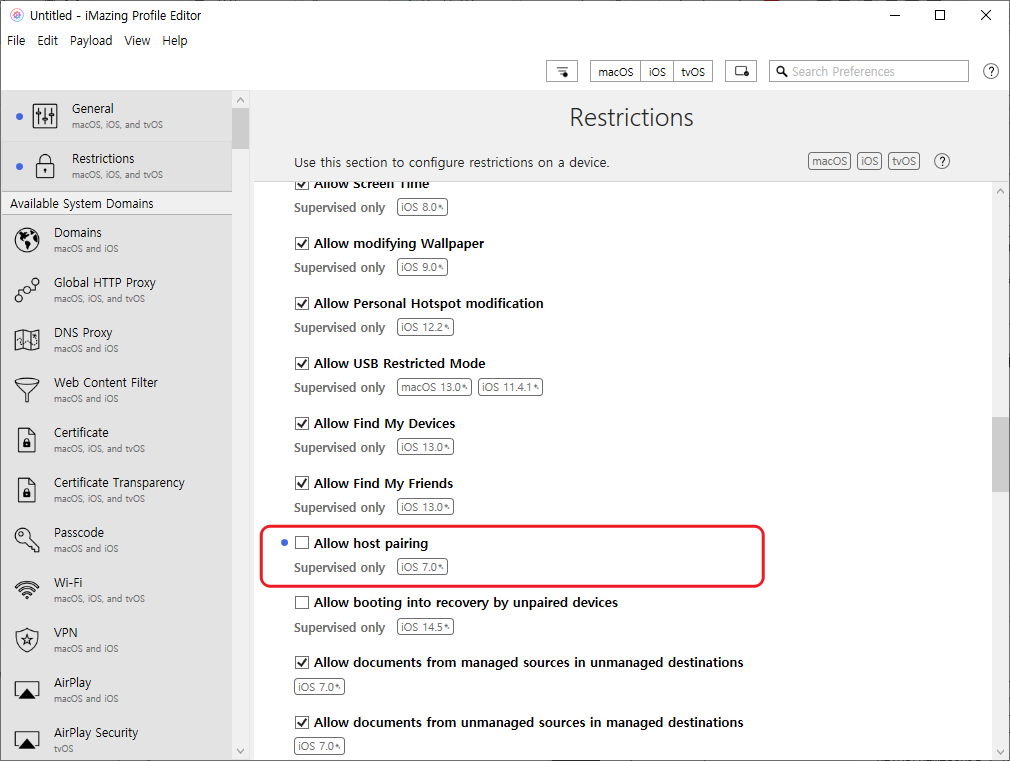 Untitled - iMazing Profile Editor
File Edit Payload View Help
macOS iOS tvOS Search Preferences ?
General
macOS, iOS, and tvOS
Restrictions
macOS, iOS, and tvOS
Available System Domains
Domains
macOS and iOS
Global HTTP Proxy
macOS, iOS, and tvOS
DNS Proxy
macOS and iOS
Web Content Filter
macOS and iOS
Certificate
macOS, iOS, and tvOS
Certificate Transparency
macOS, iOS, and tvOS
Passcode
macOS and iOS
Wi-Fi
macOS, iOS, and tvOS
VPN
macOS and iOS
AirPlay
macOS and iOS
AirPlay Security
tvOS
Restrictions
Use this section to configure restrictions on a device. macOS iOS tvOS ?
Allow Screen Time
Supervised only iOS 8.0
Allow modifying Wallpaper
Supervised only iOS 9.0
Allow Personal Hotspot modification
Supervised only iOS 12.2
Allow USB Restricted Mode
Supervised only macOS 13.0 iOS 11.4.1
Allow Find My Devices
Supervised only iOS 13.0
Allow Find My Friends
Supervised only iOS 13.0
Allow host pairing
Supervised only iOS 7.0
Allow booting into recovery by unpaired devices
Supervised only iOS 14.5
Allow documents from managed sources in unmanaged destinations
iOS 7.0
Allow documents from unmanaged sources in managed destinations
iOS 7.0